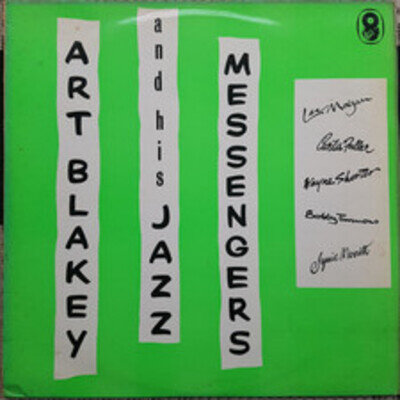 ART BLAKEY
and his JAZZ
MESSENGERS
Lee Morgan
Curtis Fuller
Wayne Shorter
Bobby Timmons
Jymie Merritt